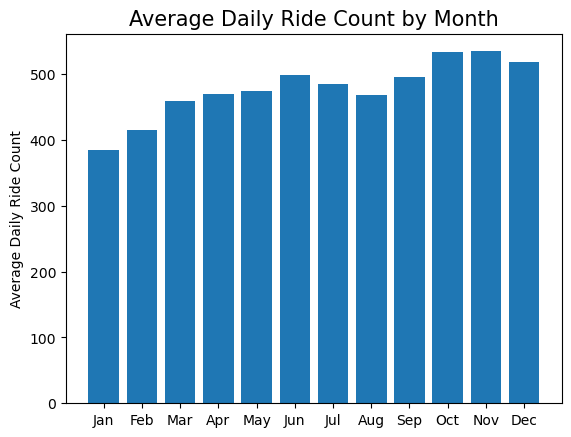 Average Daily Ride Count by Month
Average Daily Ride Count
500
400
300
200
100
0
Jan Feb Mar Apr May Jun Jul Aug Sep Oct Nov Dec